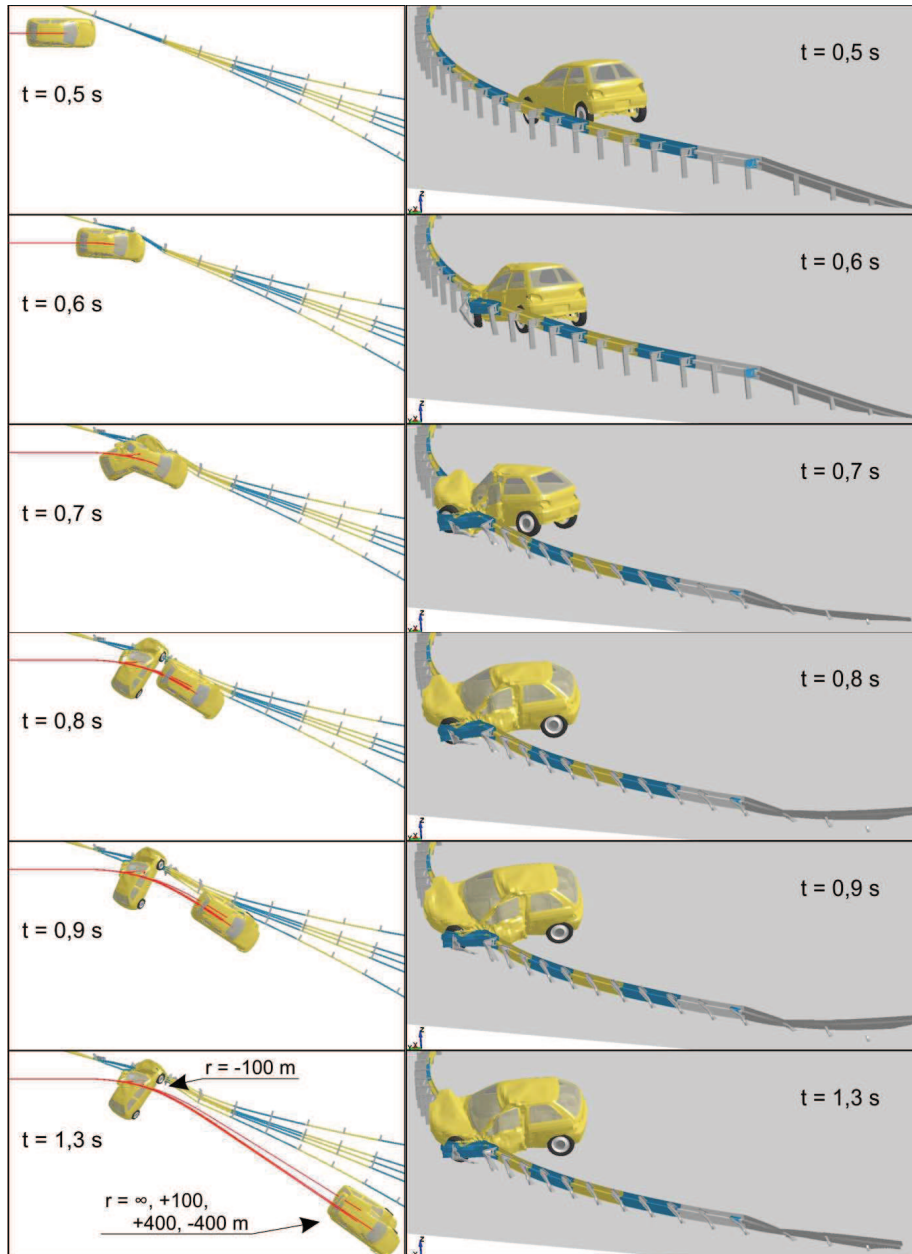 t = 0,5 s
t = 0,5 s
t = 0,6 s
t = 0,6 s
t = 0,7 s
t = 0,7 s
t = 0,8 s
t = 0,8 s
t = 0,9 s
t = 0,9 s
r = -100 m
t = 1,3 s
r = ∞, +100,
+400, -400 m
t = 1,3 s